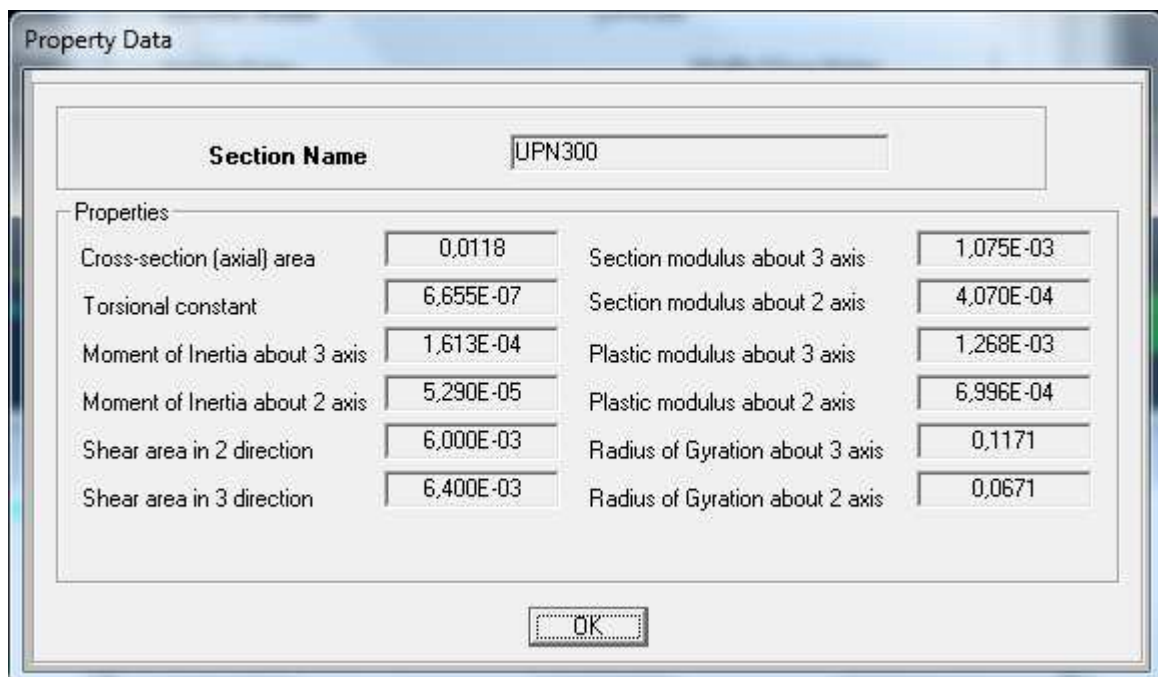 Property Data
Section Name UPN300
Properties
Cross-section (axial) area 0,0118 Section modulus about 3 axis 1,075E-03
Torsional constant 6,655E-07 Section modulus about 2 axis 4,070E-04
Moment of Inertia about 3 axis 1,613E-04 Plastic modulus about 3 axis 1,268E-03
Moment of Inertia about 2 axis 5,290E-05 Plastic modulus about 2 axis 6,996E-04
Shear area in 2 direction 6,000E-03 Radius of Gyration about 3 axis 0,1171
Shear area in 3 direction 6,400E-03 Radius of Gyration about 2 axis 0,0671
OK